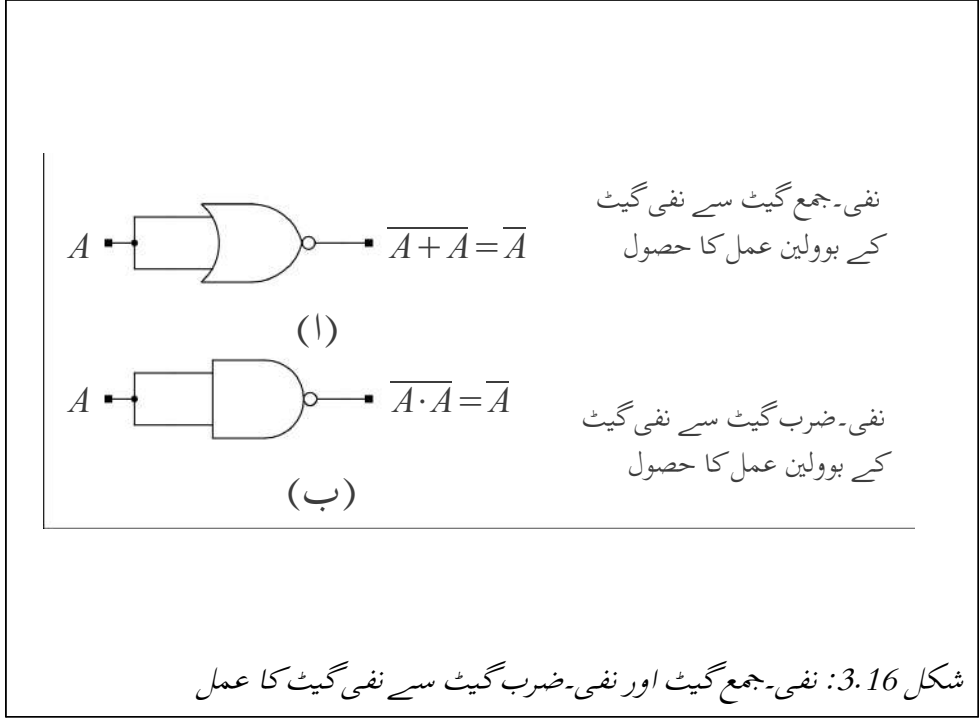 A
A + A = A
نفی۔جمع گیٹ سے نفی گیٹ
کے بوولین عمل کا حصول
(ا)
A
A · A = A
نفی۔ضرب گیٹ سے نفی گیٹ
کے بوولین عمل کا حصول
(ب)
شکل 3.16: نفی۔جمع گیٹ اور نفی۔ضرب گیٹ سے نفی گیٹ کا عمل